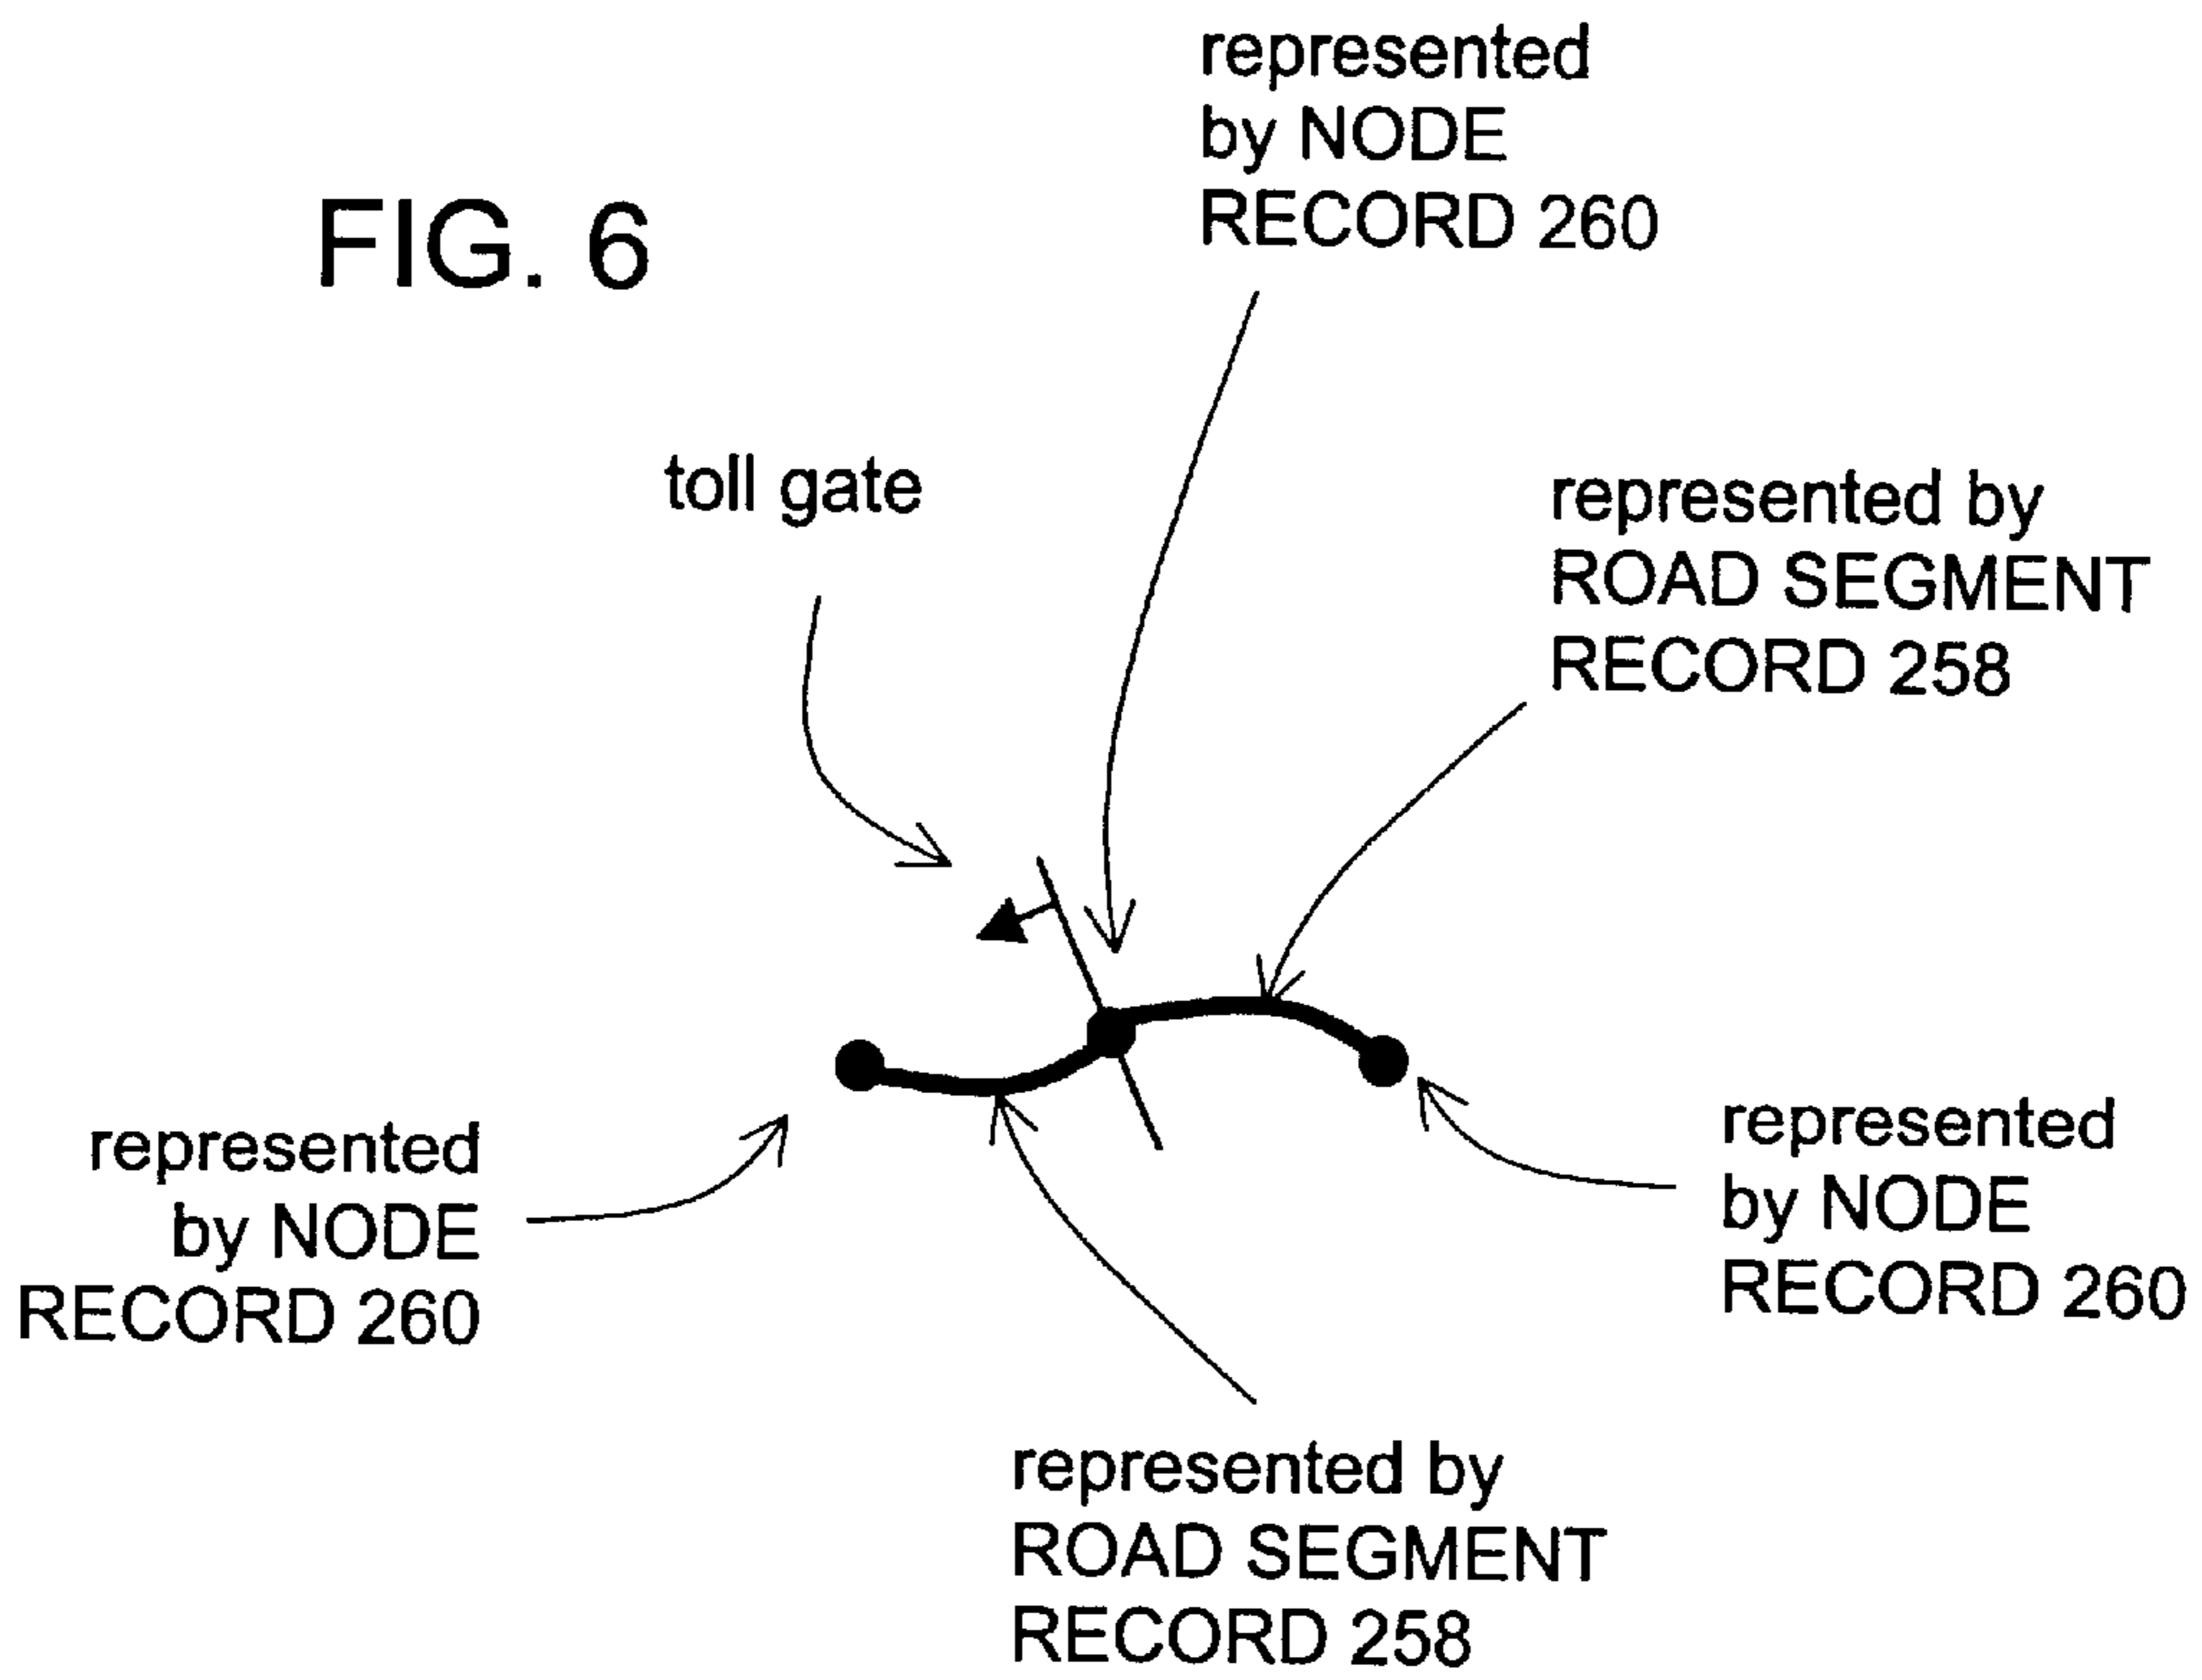 FIG. 6
represented
by NODE
RECORD 260
toll gate
represented by
ROAD SEGMENT
RECORD 258
represented
by NODE
RECORD 260
represented
by NODE
RECORD 260
represented by
ROAD SEGMENT
RECORD 258